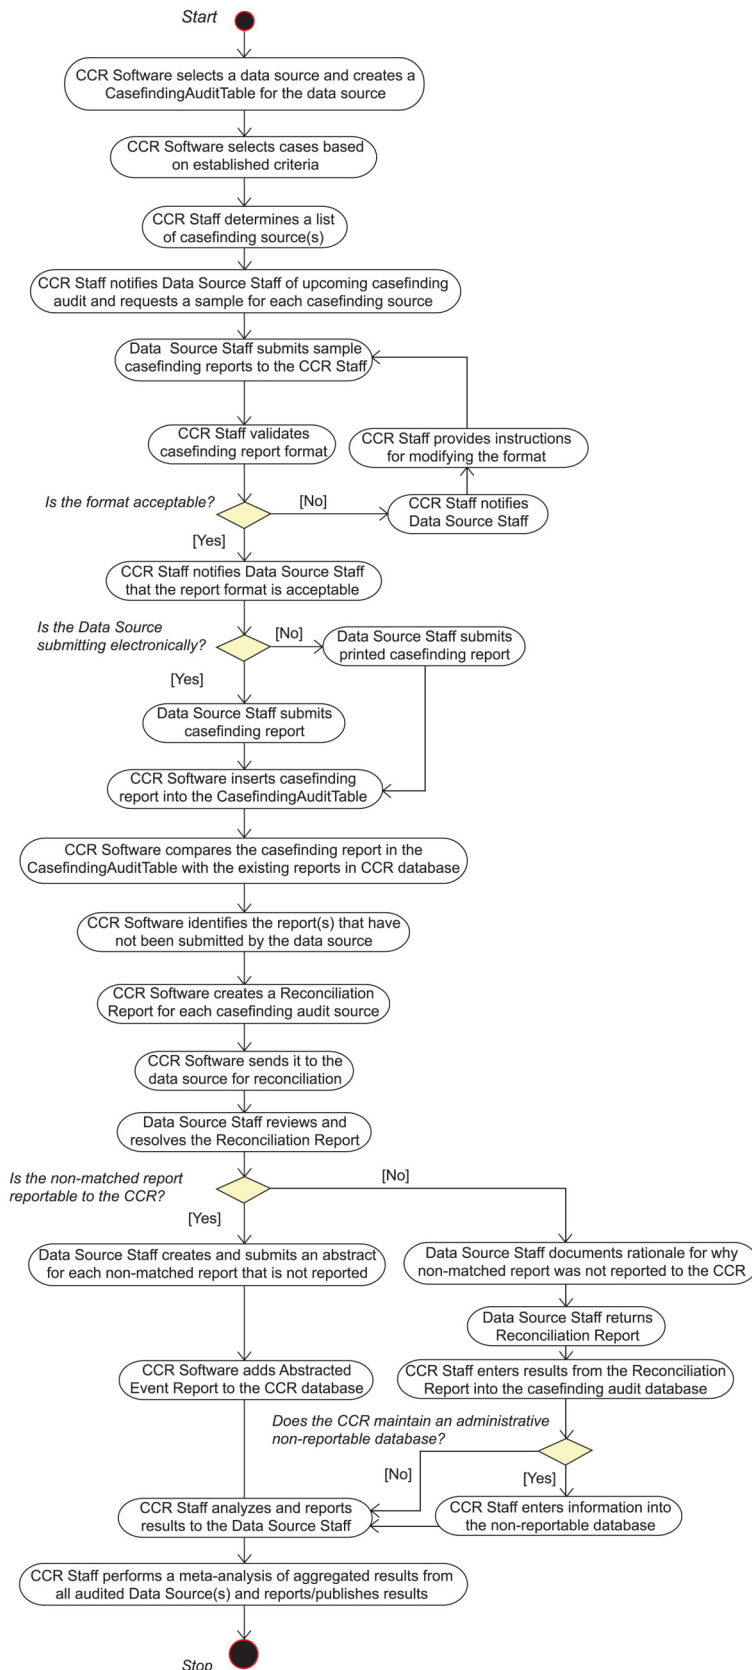 Start
CCR Software selects a data source and creates a
CasefindingAuditTable for the data source
CCR Software selects cases based
on established criteria
CCR Staff determines a list
of casefinding source(s)
CCR Staff notifies Data Source Staff of upcoming casefinding
audit and requests a sample for each casefinding source
Data Source Staff submits sample
casefinding reports to the CCR Staff
CCR Staff validates
casefinding report format
CCR Staff provides instructions
for modifying the format
Is the format acceptable?
[No]
CCR Staff notifies
Data Source Staff
[Yes]
CCR Staff notifies Data Source Staff
that the report format is acceptable
Is the Data Source
submitting electronically?
[No]
Data Source Staff submits
printed casefinding report
[Yes]
Data Source Staff submits
casefinding report
CCR Software inserts casefinding
report into the CasefindingAuditTable
CCR Software compares the casefinding report in the
CasefindingAuditTable with the existing reports in CCR database
CCR Software identifies the report(s) that have
not been submitted by the data source
CCR Software creates a Reconciliation
Report for each casefinding audit source
CCR Software sends it to the
data source for reconciliation
Data Source Staff reviews and
resolves the Reconciliation Report
Is the non-matched report
reportable to the CCR?
[No]
[Yes]
Data Source Staff creates and submits an abstract
for each non-matched report that is not reported
Data Source Staff documents rationale for why
non-matched report was not reported to the CCR
Data Source Staff returns
Reconciliation Report
CCR Software adds Abstracted
Event Report to the CCR database
CCR Staff enters results from the Reconciliation
Report into the casefinding audit database
Does the CCR maintain an administrative
non-reportable database?
[No]
[Yes]
CCR Staff analyzes and reports
results to the Data Source Staff
CCR Staff enters information into
the non-reportable database
CCR Staff performs a meta-analysis of aggregated results from
all audited Data Source(s) and reports/publishes results
Stop